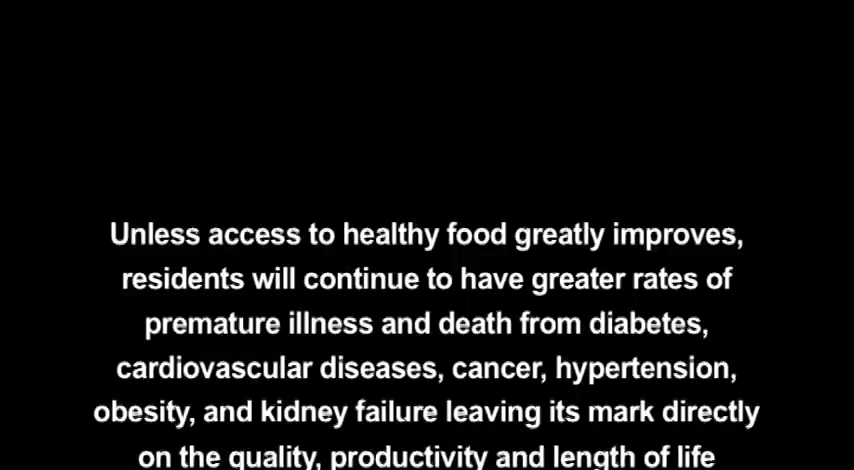 Unless access to healthy food greatly improves,
residents will continue to have greater rates of
premature illness and death from diabetes,
cardiovascular diseases, cancer, hypertension,
obesity, and kidney failure leaving its mark directly
on the quality, productivity and length of life